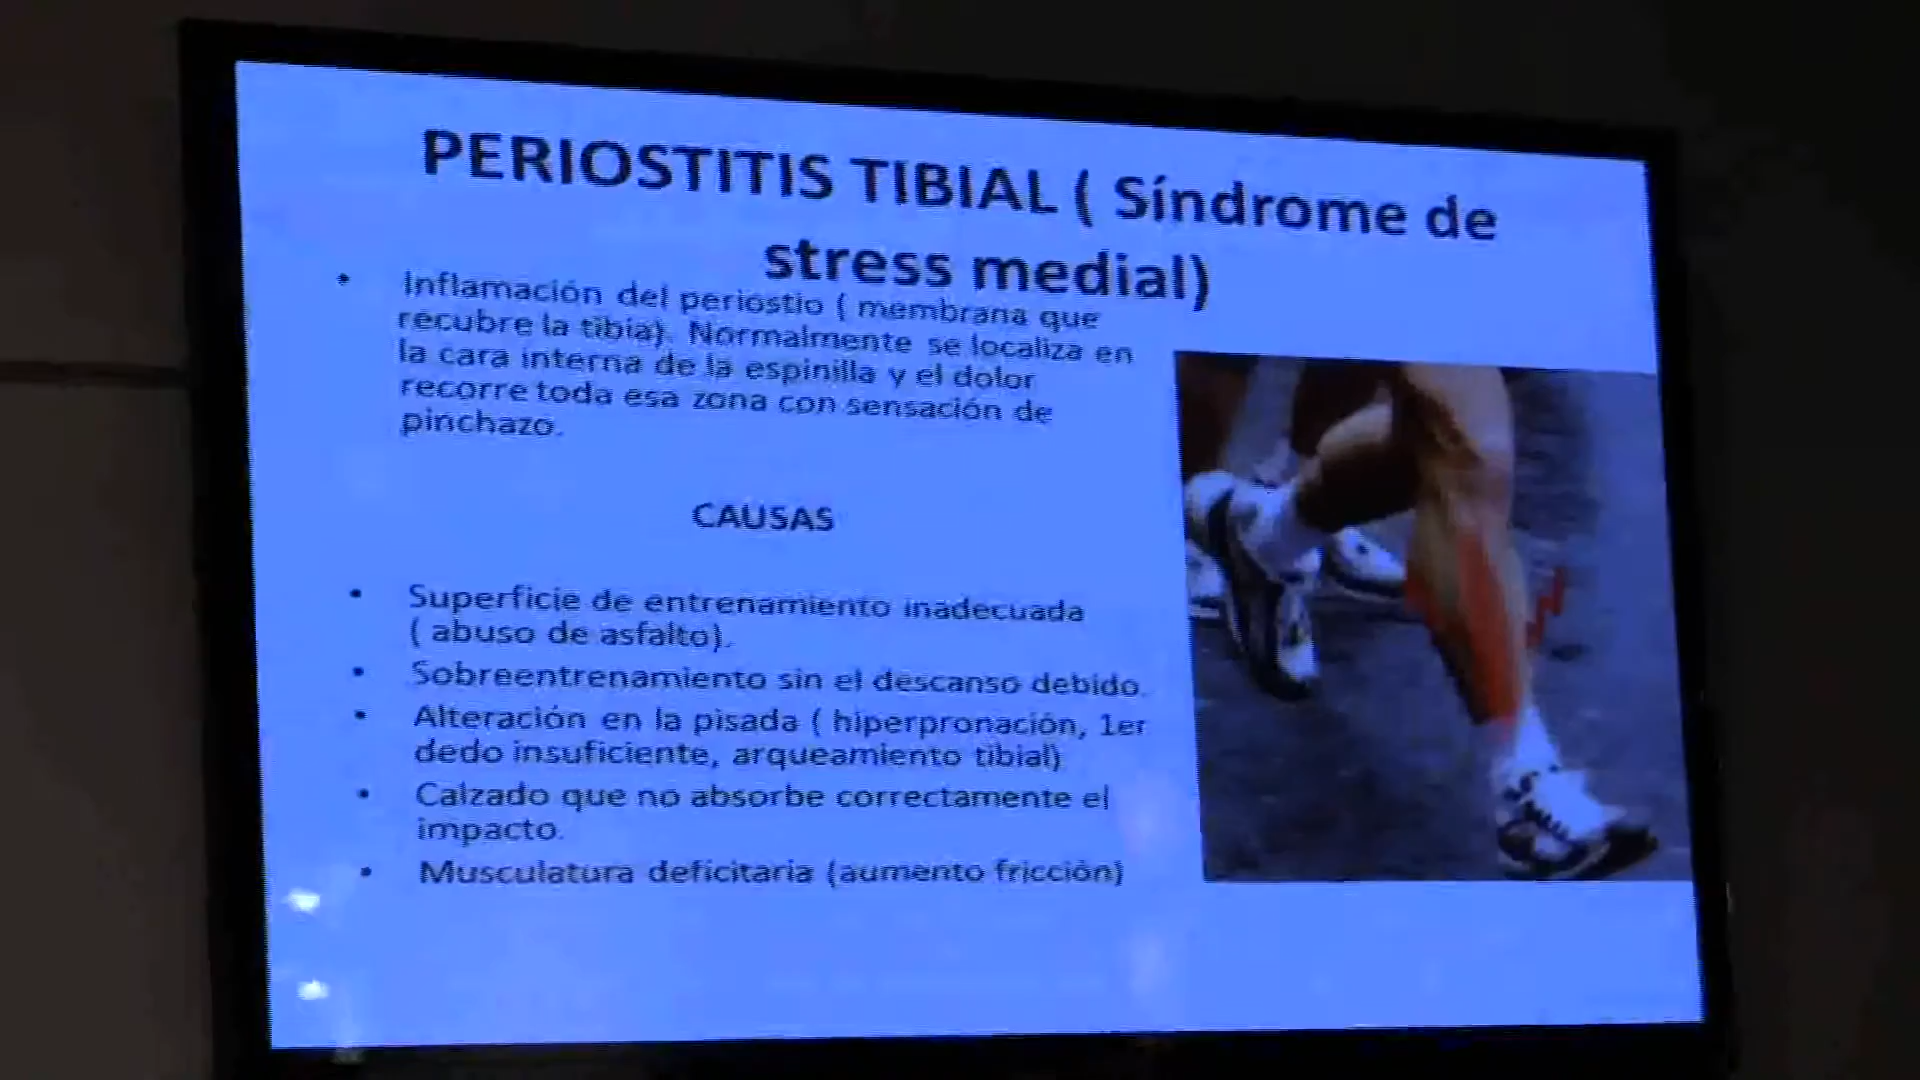 PERIOSTITIS TIBIAL ( Síndrome de
stress medial)
• Inflamación del periostio ( membrana que
recubre la tibia). Normalmente se localiza en
la cara interna de la espinilla y el dolor
recorre toda esa zona con sensación de
pinchazo.
CAUSAS
• Superficie de entrenamiento inadecuada
( abuso de asfalto).
• Sobreentrenamiento sin el descanso debido.
• Alteración en la pisada ( hiperpronación, 1er
dedo insuficiente, arqueamiento tibial)
• Calzado que no absorbe correctamente el
impacto.
• Musculatura deficitaria (aumento fricción)